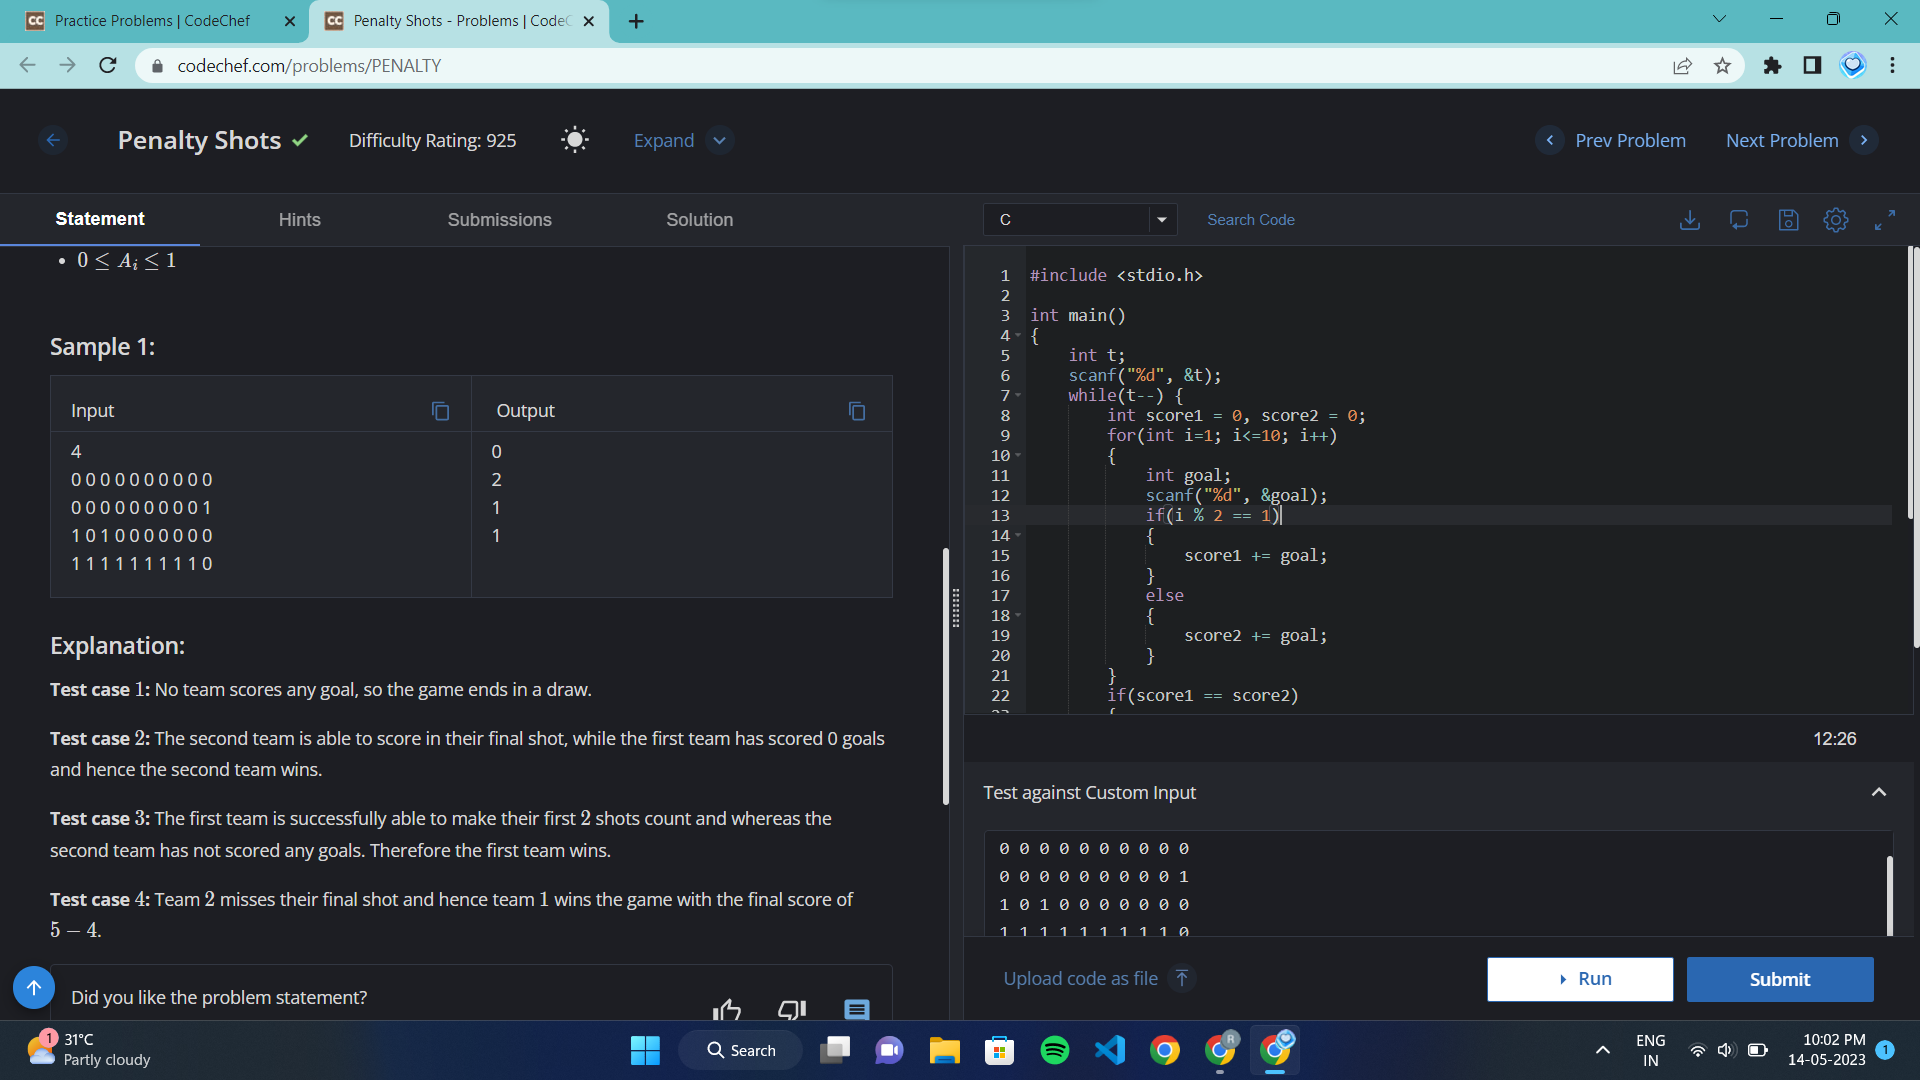 Practice Problems | CodeChef
Penalty Shots - Problems | CodeC
codechef.com/problems/PENALTY
Penalty Shots
Difficulty Rating: 925
Expand
Prev Problem
Next Problem
Statement
Hints
Submissions
Solution
C
Search Code
• 0 ≤ Aᵢ ≤ 1
Sample 1:
Input
Output
4
0 0 0 0 0 0 0 0 0 0
0 0 0 0 0 0 0 0 0 1
1 0 1 0 0 0 0 0 0 0
1 1 1 1 1 1 1 1 1 0
0
2
1
1
Explanation:
Test case 1: No team scores any goal, so the game ends in a draw.
Test case 2: The second team is able to score in their final shot, while the first team has scored 0 goals
and hence the second team wins.
Test case 3: The first team is successfully able to make their first 2 shots count and whereas the
second team has not scored any goals. Therefore the first team wins.
Test case 4: Team 2 misses their final shot and hence team 1 wins the game with the final score of
5 − 4.
Did you like the problem statement?
1 #include <stdio.h>
2
3 int main()
4 {
5 int t;
6 scanf("%d", &t);
7 while(t--) {
8 int score1 = 0, score2 = 0;
9 for(int i=1; i<=10; i++)
10 {
11 int goal;
12 scanf("%d", &goal);
13 if(i % 2 == 1)
14 {
15 score1 += goal;
16 }
17 else
18 {
19 score2 += goal;
20 }
21 }
22 if(score1 == score2)
23 {
12:26
Test against Custom Input
0 0 0 0 0 0 0 0 0 0
0 0 0 0 0 0 0 0 0 1
1 0 1 0 0 0 0 0 0 0
1 1 1 1 1 1 1 1 1 0
Upload code as file
Run
Submit
1
31°C
Partly cloudy
Search
R
ENG
IN
10:02 PM
14-05-2023
1